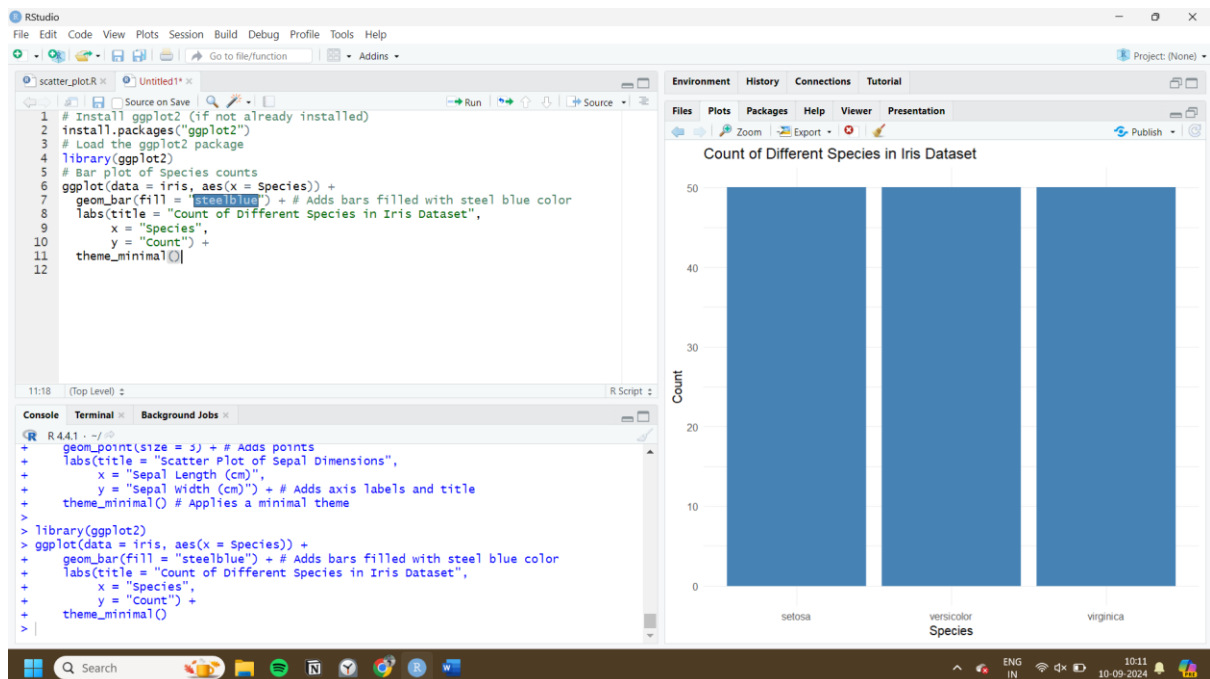 RStudio
File Edit Code View Plots Session Build Debug Profile Tools Help
Go to file/function
Addins
Project: (None)
scatter_plot.R
Untitled1*
Source on Save
Run
Source
1 # Install ggplot2 (if not already installed)
2 install.packages("ggplot2")
3 # Load the ggplot2 package
4 library(ggplot2)
5 # Bar plot of Species counts
6 ggplot(data = iris, aes(x = Species)) +
7 geom_bar(fill = "steelblue") + # Adds bars filled with steel blue color
8 labs(title = "Count of Different Species in Iris Dataset",
9 x = "Species",
10 y = "Count") +
11 theme_minimal()
12
11:18 (Top Level) R Script
Console Terminal Background Jobs
R R 4.4.1 · ~/
+ geom_point(size = 3) + # Adds points
+ labs(title = "Scatter Plot of Sepal Dimensions",
+ x = "Sepal Length (cm)",
+ y = "Sepal Width (cm)") + # Adds axis labels and title
+ theme_minimal() # Applies a minimal theme
>
> library(ggplot2)
> ggplot(data = iris, aes(x = Species)) +
+ geom_bar(fill = "steelblue") + # Adds bars filled with steel blue color
+ labs(title = "Count of Different Species in Iris Dataset",
+ x = "Species",
+ y = "Count") +
+ theme_minimal()
>
Environment History Connections Tutorial
Files Plots Packages Help Viewer Presentation
Zoom Export Publish
Count of Different Species in Iris Dataset
50
40
30
20
10
0
Count
setosa versicolor virginica
Species
Search
ENG
IN
10:11
10-09-2024